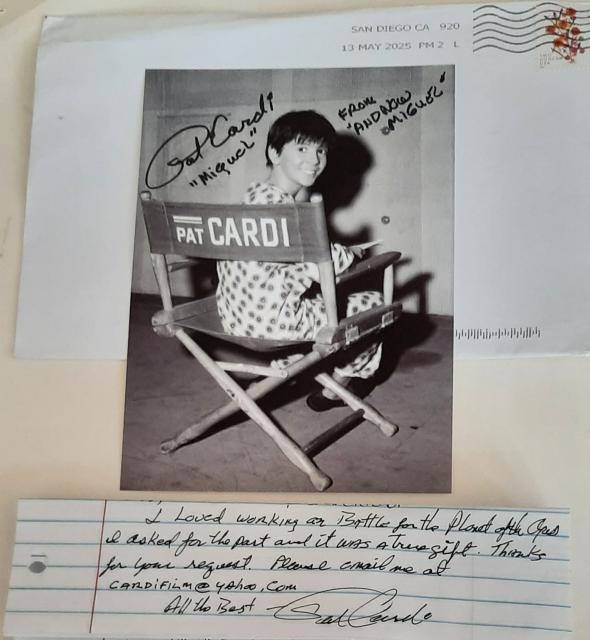 SAN DIEGO CA 920
13 MAY 2025 PM 2 L
Pat Cardi
"MIGUEL"
FROM
"AND NOW
MIGUEL"
PAT CARDI
I Loved working on Battle for the Planet of the Apes
I asked for the part and it was a true gift. Thanks
for your request. Please email me at
CARDIFILM@YAhoo.Com
All the Best Pat Cardi